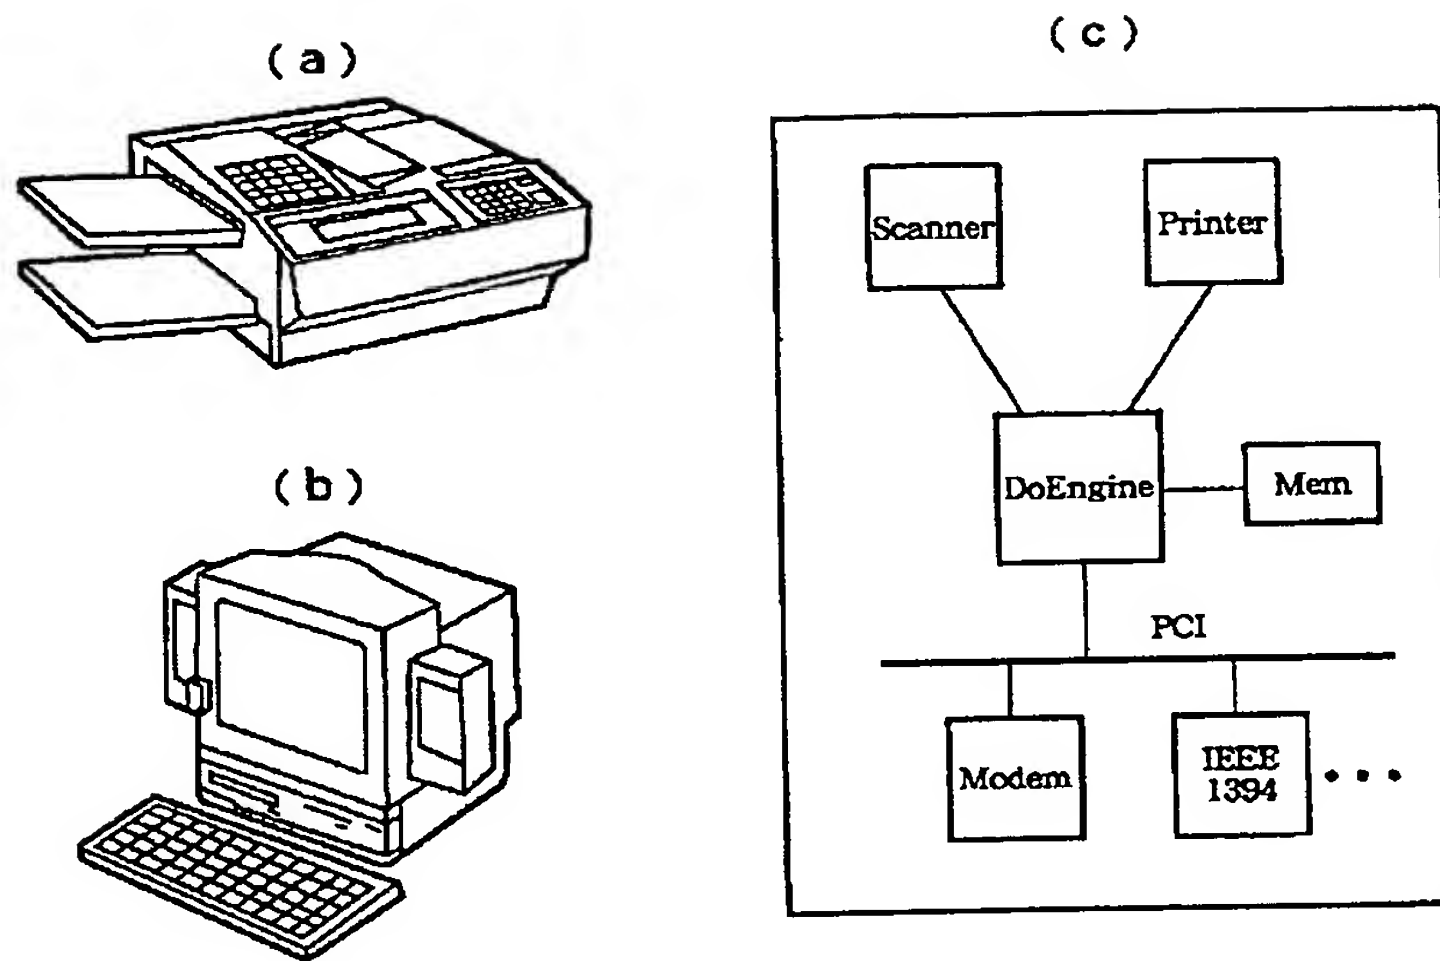 (a)
(b)
(c)
Scanner
Printer
DoEngine
Mem
PCI
Modem
IEEE
1394